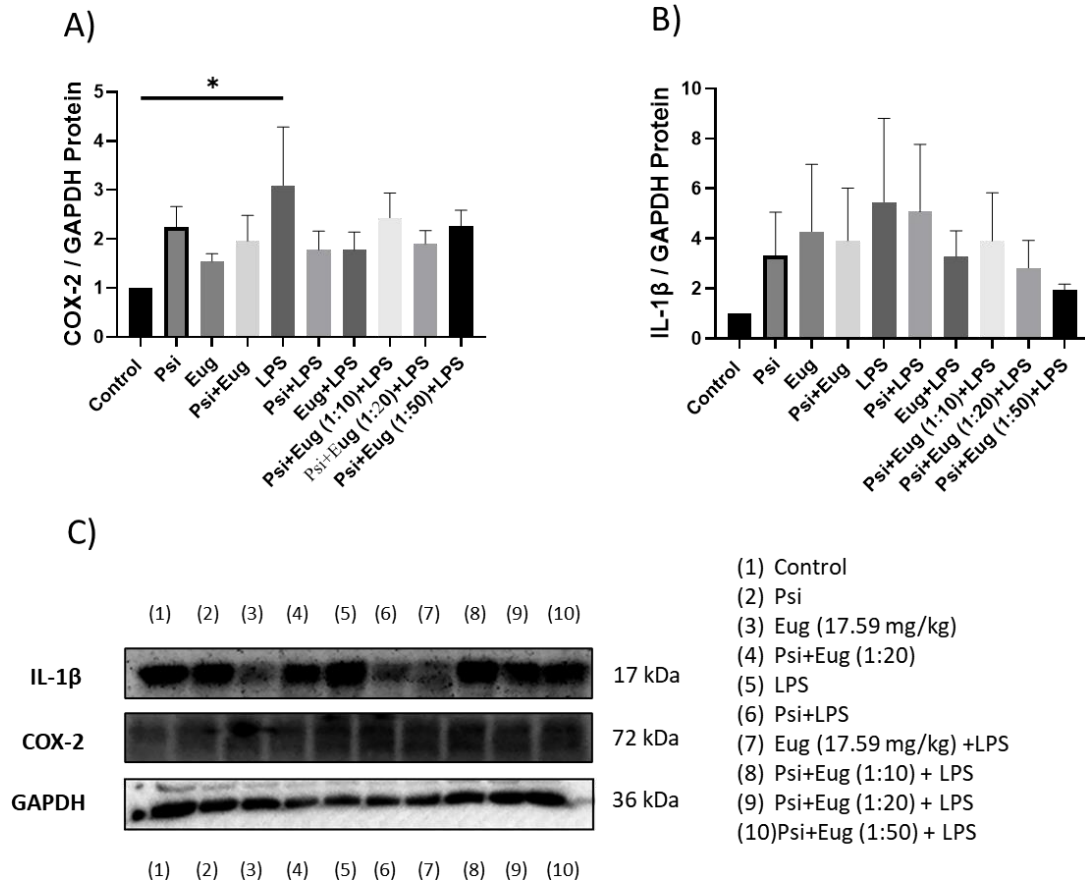 A)
*
COX-2 / GAPDH Protein
5
4
3
2
1
0
Control
Psi
Eug
Psi+Eug
LPS
Psi+LPS
Eug+LPS
Psi+Eug (1:10)+LPS
Psi+Eug (1:20)+LPS
Psi+Eug (1:50)+LPS
B)
IL-1β / GAPDH Protein
10
8
6
4
2
0
Control
Psi
Eug
Psi+Eug
LPS
Psi+LPS
Eug+LPS
Psi+Eug (1:10)+LPS
Psi+Eug (1:20)+LPS
Psi+Eug (1:50)+LPS
C)
(1) (2) (3) (4) (5) (6) (7) (8) (9) (10)
IL-1β 17 kDa
COX-2 72 kDa
GAPDH 36 kDa
(1) (2) (3) (4) (5) (6) (7) (8) (9) (10)
(1) Control
(2) Psi
(3) Eug (17.59 mg/kg)
(4) Psi+Eug (1:20)
(5) LPS
(6) Psi+LPS
(7) Eug (17.59 mg/kg) +LPS
(8) Psi+Eug (1:10) + LPS
(9) Psi+Eug (1:20) + LPS
(10)Psi+Eug (1:50) + LPS